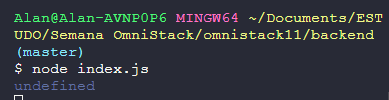 Alan@Alan-AVNP0P6 MINGW64 ~/Documents/EST
UDO/Semana OmniStack/omnistack11/backend
(master)
$ node index.js
undefined